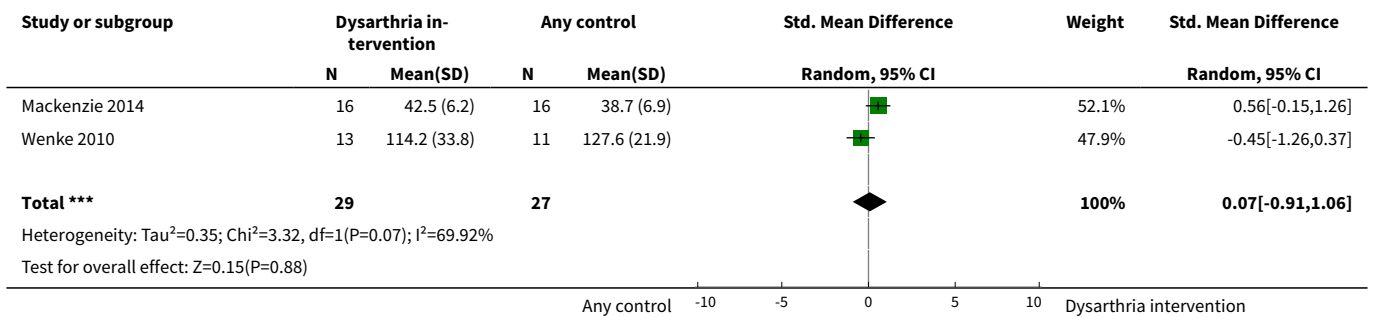 Study or subgroup Dysarthria in- Any control Std. Mean Difference Weight Std. Mean Difference
tervention
N Mean(SD) N Mean(SD) Random, 95% CI Random, 95% CI
Mackenzie 2014 16 42.5 (6.2) 16 38.7 (6.9) 52.1% 0.56[-0.15,1.26]
Wenke 2010 13 114.2 (33.8) 11 127.6 (21.9) 47.9% -0.45[-1.26,0.37]
Total *** 29 27 100% 0.07[-0.91,1.06]
Heterogeneity: Tau²=0.35; Chi²=3.32, df=1(P=0.07); I²=69.92%
Test for overall effect: Z=0.15(P=0.88)
Any control -10 -5 0 5 10 Dysarthria intervention